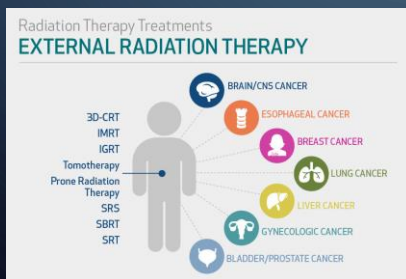 Radiation Therapy Treatments
EXTERNAL RADIATION THERAPY
3D-CRT
IMRT
IGRT
Tomotherapy
Prone Radiation
Therapy
SRS
SBRT
SRT
BRAIN/CNS CANCER
ESOPHAGEAL CANCER
BREAST CANCER
LUNG CANCER
LIVER CANCER
GYNECOLOGIC CANCER
BLADDER/PROSTATE CANCER